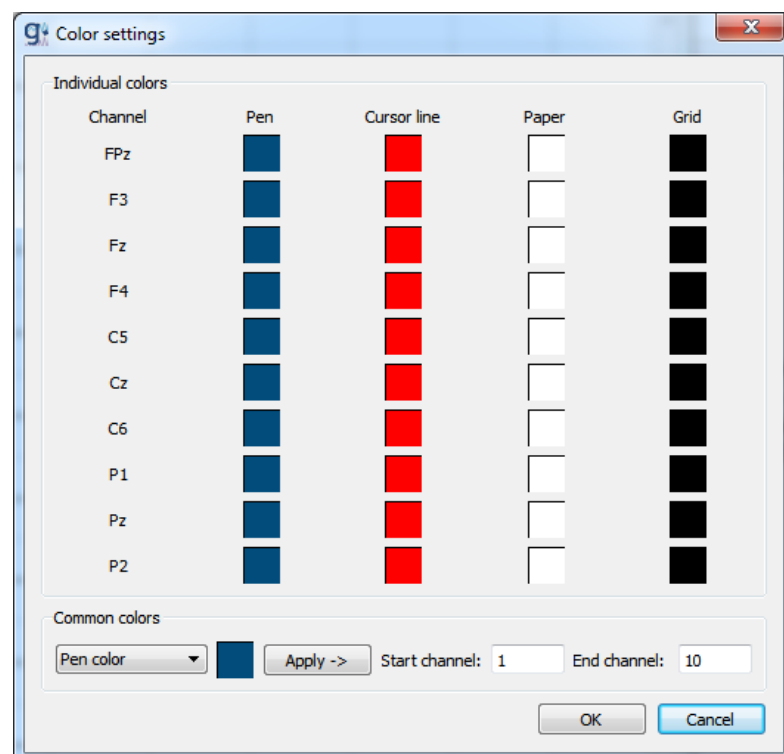 g Color settings
X
Individual colors
Channel Pen Cursor line Paper Grid
FPz
F3
Fz
F4
C5
Cz
C6
P1
Pz
P2
Common colors
Pen color Apply -> Start channel: 1 End channel: 10
OK Cancel